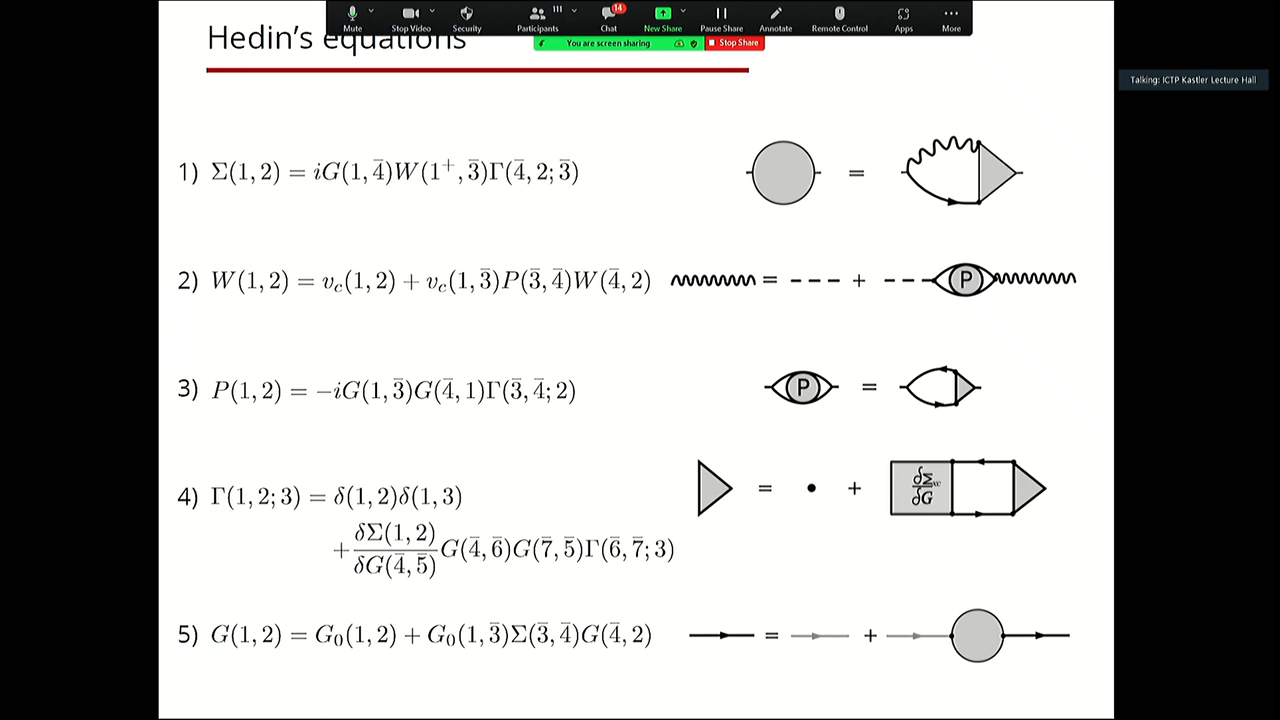 Mute
Stop Video
Security
Participants
111
Chat
14
New Share
Pause Share
Annotate
Remote Control
Apps
More
You are screen sharing
Stop Share
Talking: ICTP Kastler Lecture Hall
Hedin's equations
1) Σ(1, 2) = iG(1, 4̄)W(1⁺, 3̄)Γ(4̄, 2; 3̄)
=
2) W(1, 2) = v_c(1, 2) + v_c(1, 3̄)P(3̄, 4̄)W(4̄, 2)
= + P
3) P(1, 2) = −iG(1, 3̄)G(4̄, 1)Γ(3̄, 4̄; 2)
P =
4) Γ(1, 2; 3) = δ(1, 2)δ(1, 3)
+ δΣ(1, 2) / δG(4̄, 5̄) G(4̄, 6̄)G(7̄, 5̄)Γ(6̄, 7̄; 3)
= • + δΣxc / δG
5) G(1, 2) = G₀(1, 2) + G₀(1, 3̄)Σ(3̄, 4̄)G(4̄, 2)
= +